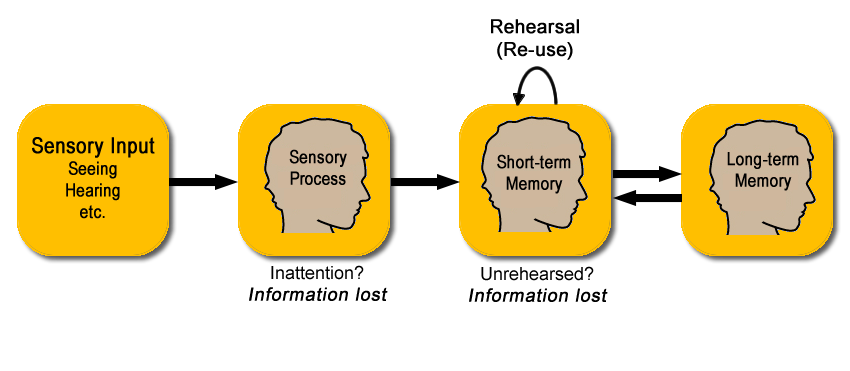 Rehearsal
(Re-use)
Sensory Input
Seeing
Hearing
etc.
Sensory
Process
Short-term
Memory
Long-term
Memory
Inattention?
Information lost
Unrehearsed?
Information lost